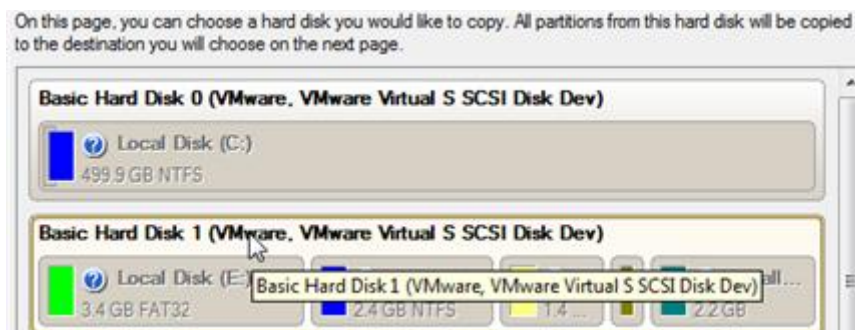 On this page, you can choose a hard disk you would like to copy. All partitions from this hard disk will be copied
to the destination you will choose on the next page.
Basic Hard Disk 0 (VMware, VMware Virtual S SCSI Disk Dev)
Local Disk (C:)
499.9 GB NTFS
Basic Hard Disk 1 (VMware, VMware Virtual S SCSI Disk Dev)
Local Disk (E:)
Basic Hard Disk 1 (VMware, VMware Virtual S SCSI Disk Dev)
all...
3.4 GB FAT32
2.4 GB NTFS
1.4 ...
2.2 GB